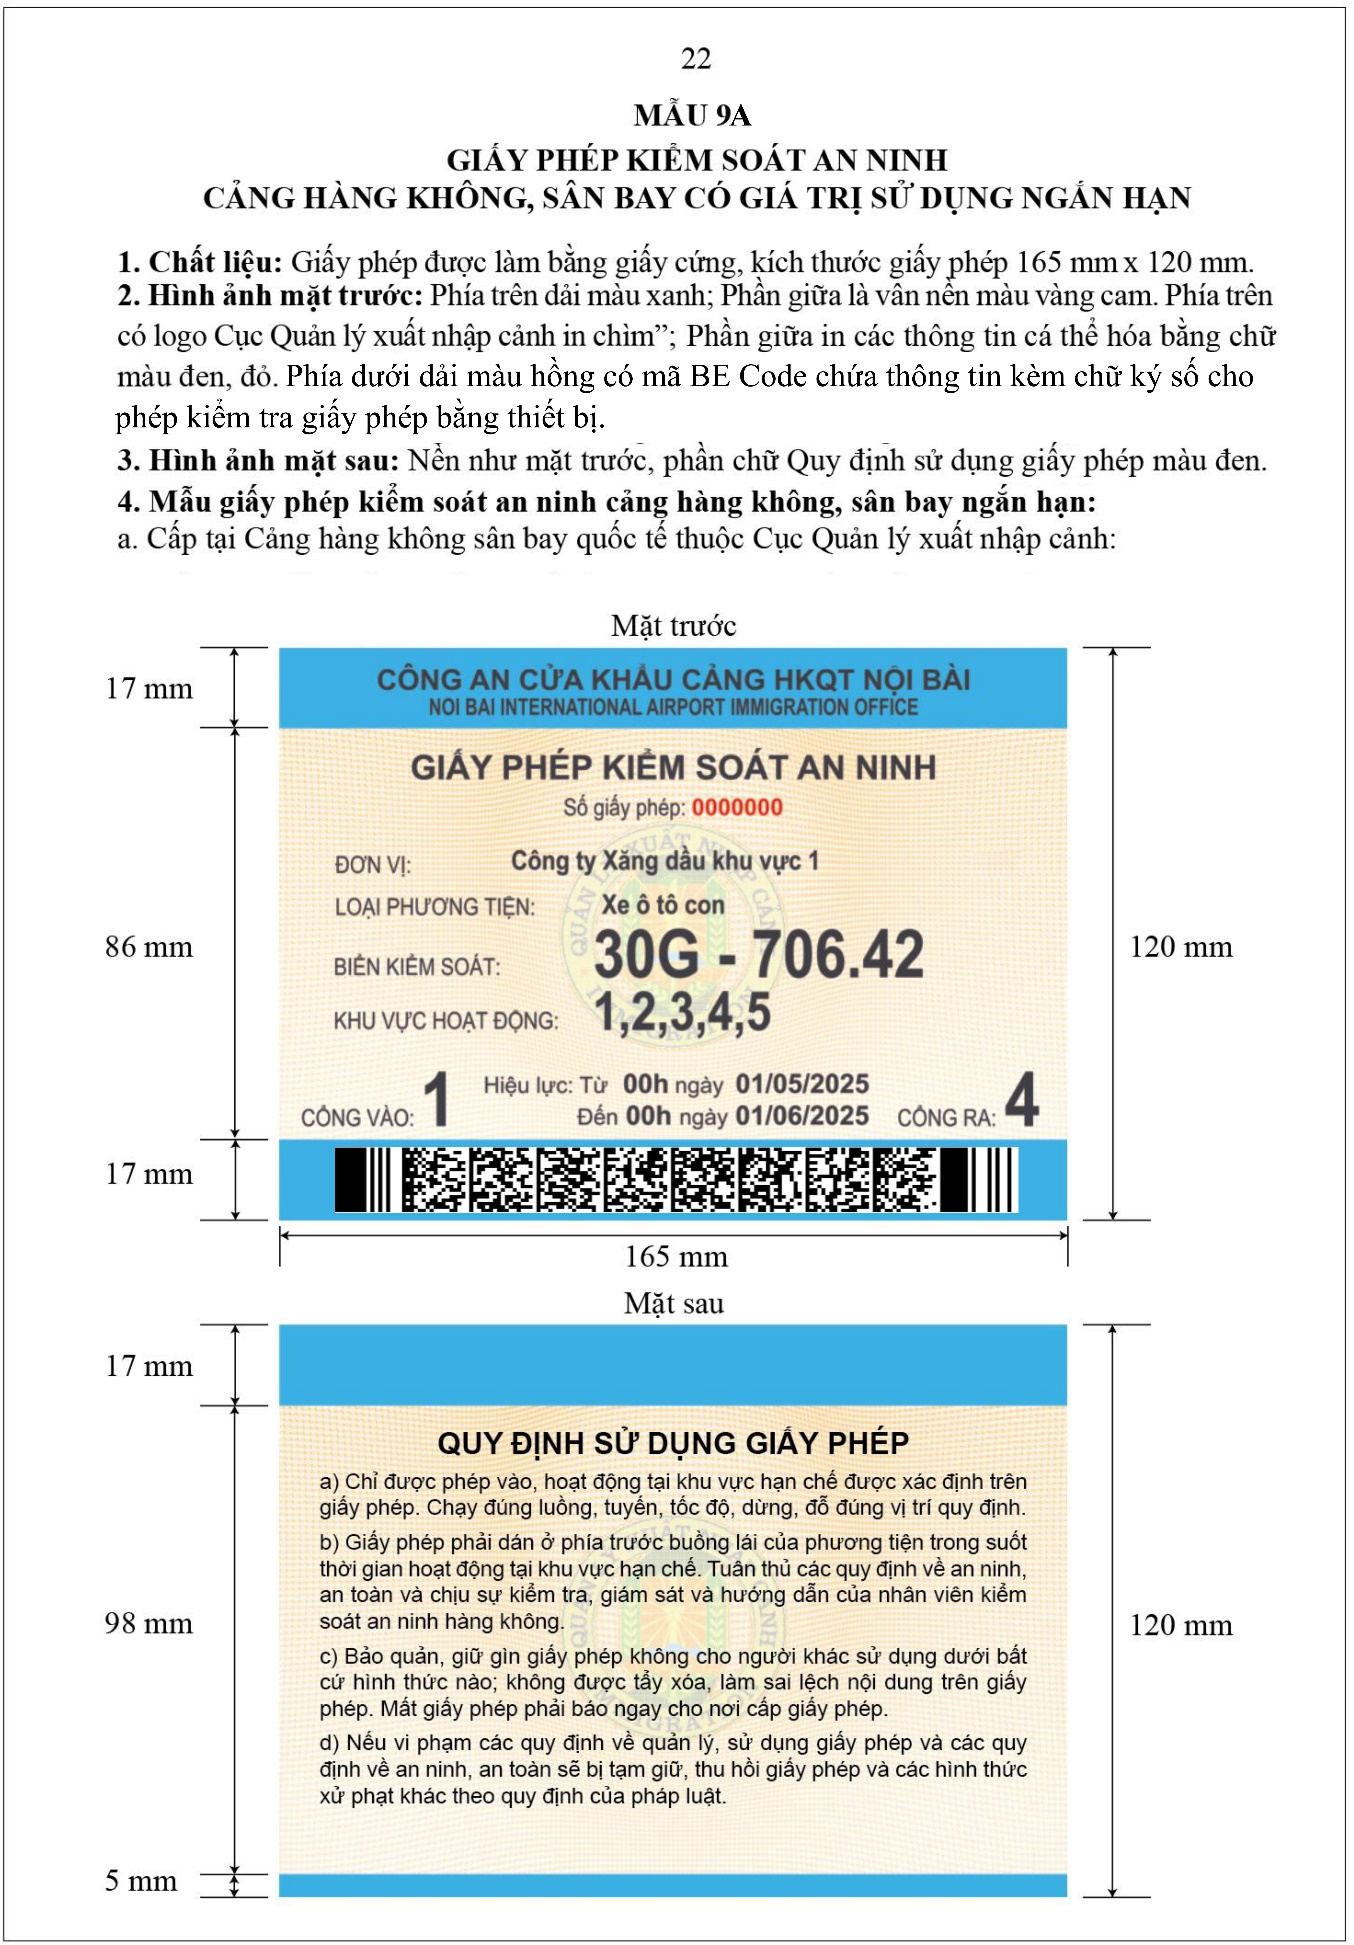 22
MẪU 9A
GIẤY PHÉP KIỂM SOÁT AN NINH
CẢNG HÀNG KHÔNG, SÂN BAY CÓ GIÁ TRỊ SỬ DỤNG NGẮN HẠN
1. Chất liệu: Giấy phép được làm bằng giấy cứng, kích thước giấy phép 165 mm x 120 mm.
2. Hình ảnh mặt trước: Phía trên dải màu xanh; Phần giữa là vân nền màu vàng cam. Phía trên
có logo Cục Quản lý xuất nhập cảnh in chìm”; Phần giữa in các thông tin cá thể hóa bằng chữ
màu đen, đỏ. Phía dưới dải màu hồng có mã BE Code chứa thông tin kèm chữ ký số cho
phép kiểm tra giấy phép bằng thiết bị.
3. Hình ảnh mặt sau: Nền như mặt trước, phần chữ Quy định sử dụng giấy phép màu đen.
4. Mẫu giấy phép kiểm soát an ninh cảng hàng không, sân bay ngắn hạn:
a. Cấp tại Cảng hàng không sân bay quốc tế thuộc Cục Quản lý xuất nhập cảnh:
Mặt trước
17 mm
CÔNG AN CỬA KHẨU CẢNG HKQT NỘI BÀI
NOI BAI INTERNATIONAL AIRPORT IMMIGRATION OFFICE
GIẤY PHÉP KIỂM SOÁT AN NINH
Số giấy phép: 0000000
ĐƠN VỊ: Công ty Xăng dầu khu vực 1
LOẠI PHƯƠNG TIỆN: Xe ô tô con
BIỂN KIỂM SOÁT: 30G - 706.42
KHU VỰC HOẠT ĐỘNG: 1,2,3,4,5
QUẢN LÝ XUẤT NHẬP CẢNH
IMMIGRATION
86 mm
120 mm
Hiệu lực: Từ 00h ngày 01/05/2025
CỔNG VÀO: 1 Đến 00h ngày 01/06/2025 CỔNG RA: 4
17 mm
165 mm
Mặt sau
17 mm
QUY ĐỊNH SỬ DỤNG GIẤY PHÉP
a) Chỉ được phép vào, hoạt động tại khu vực hạn chế được xác định trên
giấy phép. Chạy đúng luồng, tuyến, tốc độ, dừng, đỗ đúng vị trí quy định.
b) Giấy phép phải dán ở phía trước buồng lái của phương tiện trong suốt
thời gian hoạt động tại khu vực hạn chế. Tuân thủ các quy định về an ninh,
an toàn và chịu sự kiểm tra, giám sát và hướng dẫn của nhân viên kiểm
soát an ninh hàng không.
c) Bảo quản, giữ gìn giấy phép không cho người khác sử dụng dưới bất
cứ hình thức nào; không được tẩy xóa, làm sai lệch nội dung trên giấy
phép. Mất giấy phép phải báo ngay cho nơi cấp giấy phép.
d) Nếu vi phạm các quy định về quản lý, sử dụng giấy phép và các quy
định về an ninh, an toàn sẽ bị tạm giữ, thu hồi giấy phép và các hình thức
xử phạt khác theo quy định của pháp luật.
QUẢN LÝ XUẤT NHẬP CẢNH
IMMIGRATION
98 mm
120 mm
5 mm